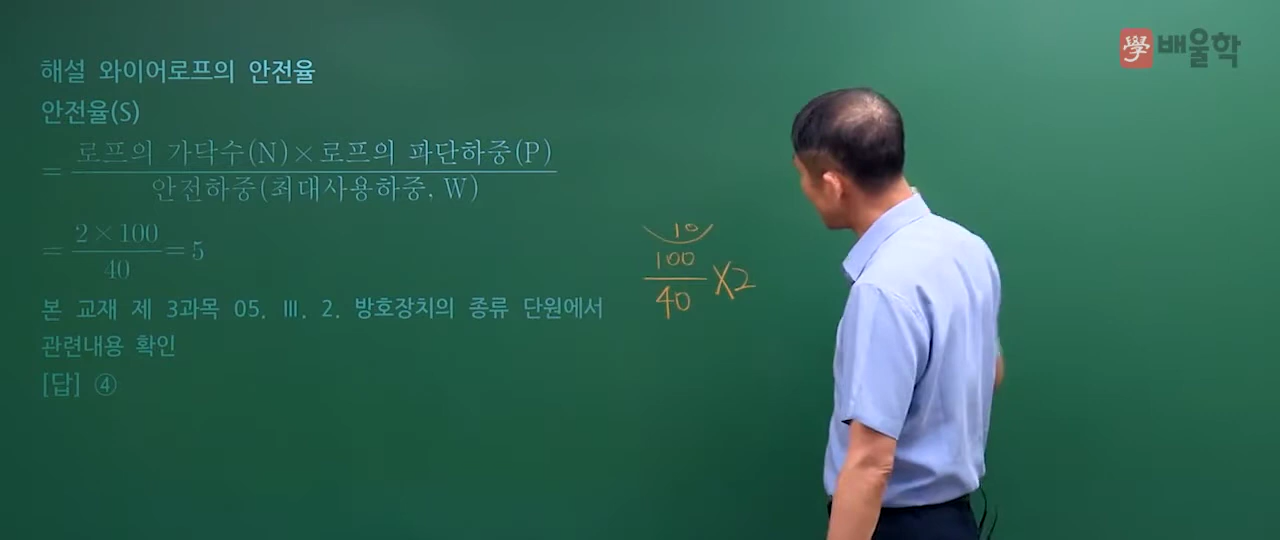 學 배울학
해설 와이어로프의 안전율
안전율(S)
= 로프의 가닥수(N)×로프의 파단하중(P)
안전하중(최대사용하중, W)
= 2×100
40
= 5
본 교재 제 3과목 05. Ⅲ. 2. 방호장치의 종류 단원에서
관련내용 확인
[답] ④
10
100
40
×2